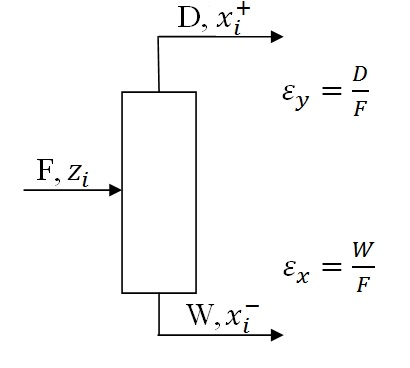 D, x_i^+
ε_y = D/F
F, z_i
ε_x = W/F
W, x_i^-